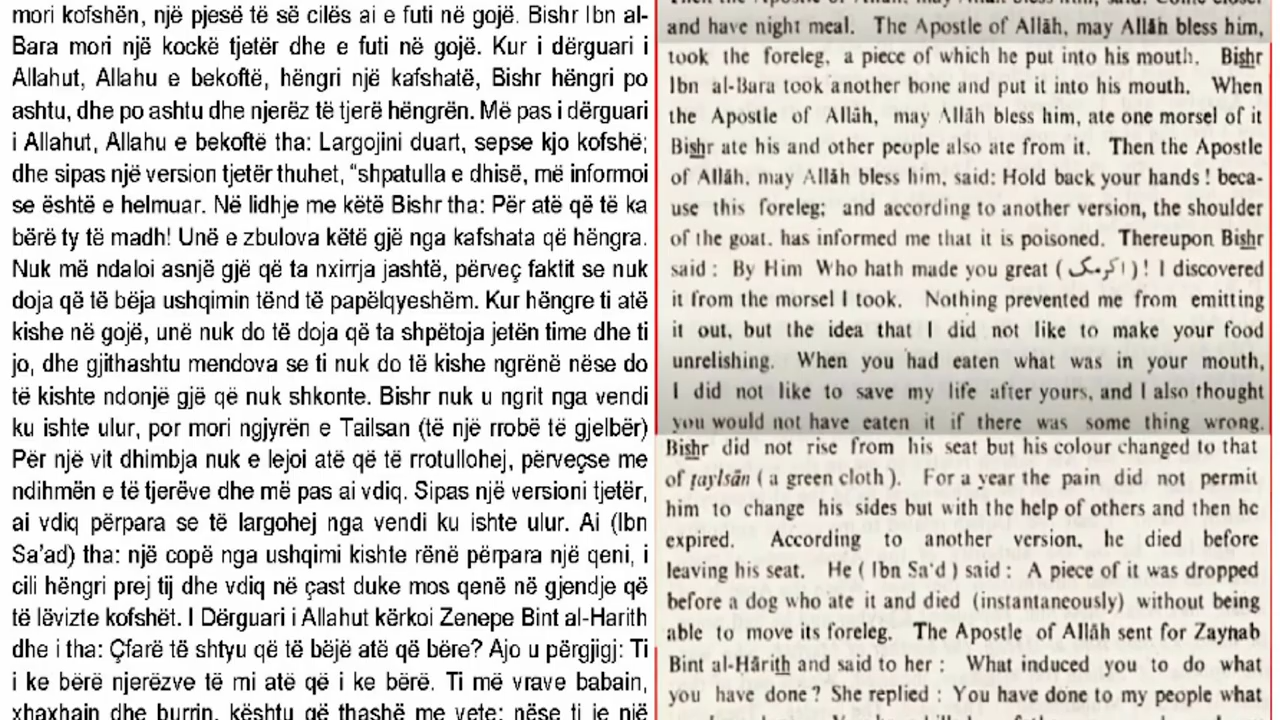 mori kofshën, një pjesë të së cilës ai e futi në gojë. Bishr Ibn al-
Bara mori një kockë tjetër dhe e futi në gojë. Kur i dërguari i
Allahut, Allahu e bekoftë, hëngri një kafshatë, Bishr hëngri po
ashtu, dhe po ashtu dhe njerëz të tjerë hëngrën. Më pas i dërguari
i Allahut, Allahu e bekoftë tha: Largojini duart, sepse kjo kofshë;
dhe sipas një version tjetër thuhet, “shpatulla e dhisë, më informoi
se është e helmuar. Në lidhje me këtë Bishr tha: Për atë që të ka
bërë ty të madh! Unë e zbulova këtë gjë nga kafshata që hëngra.
Nuk më ndaloi asnjë gjë që ta nxirrja jashtë, përveç faktit se nuk
doja që të bëja ushqimin tënd të papëlqyeshëm. Kur hëngre ti atë
kishe në gojë, unë nuk do të doja që ta shpëtoja jetën time dhe ti
jo, dhe gjithashtu mendova se ti nuk do të kishe ngrënë nëse do
të kishte ndonjë gjë që nuk shkonte. Bishr nuk u ngrit nga vendi
ku ishte ulur, por mori ngjyrën e Tailsan (të një rrobë të gjelbër)
Për një vit dhimbja nuk e lejoi atë që të rrotullohej, përveçse me
ndihmën e të tjerëve dhe më pas ai vdiq. Sipas një versioni tjetër,
ai vdiq përpara se të largohej nga vendi ku ishte ulur. Ai (Ibn
Sa’ad) tha: një copë nga ushqimi kishte rënë përpara një qeni, i
cili hëngri prej tij dhe vdiq në çast duke mos qenë në gjendje që
të lëvizte kofshët. I Dërguari i Allahut kërkoi Zenepe Bint al-Harith
dhe i tha: Çfarë të shtyu që të bëjë atë që bëre? Ajo u përgjigj: Ti
i ke bërë njerëzve të mi atë që i ke bërë. Ti më vrave babain,
xhaxhain dhe burrin, kështu që thashë me vete: nëse ti je një
and have night meal. The Apostle of Allāh, may Allāh bless him,
took the foreleg, a piece of which he put into his mouth. Bishr
Ibn al-Bara took another bone and put it into his mouth. When
the Apostle of Allāh, may Allāh bless him, ate one morsel of it
Bishr ate his and other people also ate from it. Then the Apostle
of Allāh, may Allāh bless him, said: Hold back your hands! beca-
use this foreleg; and according to another version, the shoulder
of the goat, has informed me that it is poisoned. Thereupon Bishr
said : By Him Who hath made you great ( اکرمک )! I discovered
it from the morsel I took. Nothing prevented me from emitting
it out, but the idea that I did not like to make your food
unrelishing. When you had eaten what was in your mouth,
I did not like to save my life after yours, and I also thought
you would not have eaten it if there was some thing wrong.
Bishr did not rise from his seat but his colour changed to that
of ṭaylsān ( a green cloth ). For a year the pain did not permit
him to change his sides but with the help of others and then he
expired. According to another version, he died before
leaving his seat. He ( Ibn Sa‘d ) said : A piece of it was dropped
before a dog who ate it and died (instantaneously) without being
able to move its foreleg. The Apostle of Allāh sent for Zaynab
Bint al-Hārith and said to her : What induced you to do what
you have done ? She replied : You have done to my people what